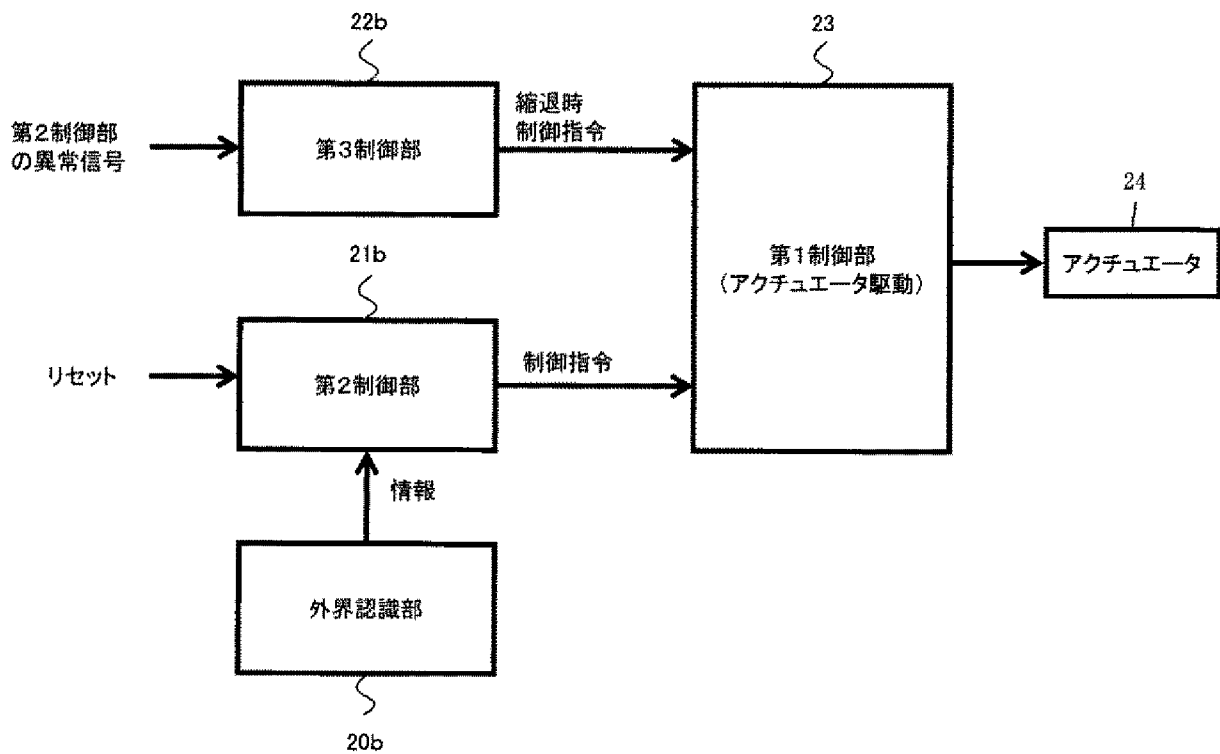 22b
23
第2制御部
の異常信号
第3制御部
縮退時
制御指令
24
21b
第1制御部
（アクチュエータ駆動）
アクチュエータ
リセット
第2制御部
制御指令
情報
外界認識部
20b